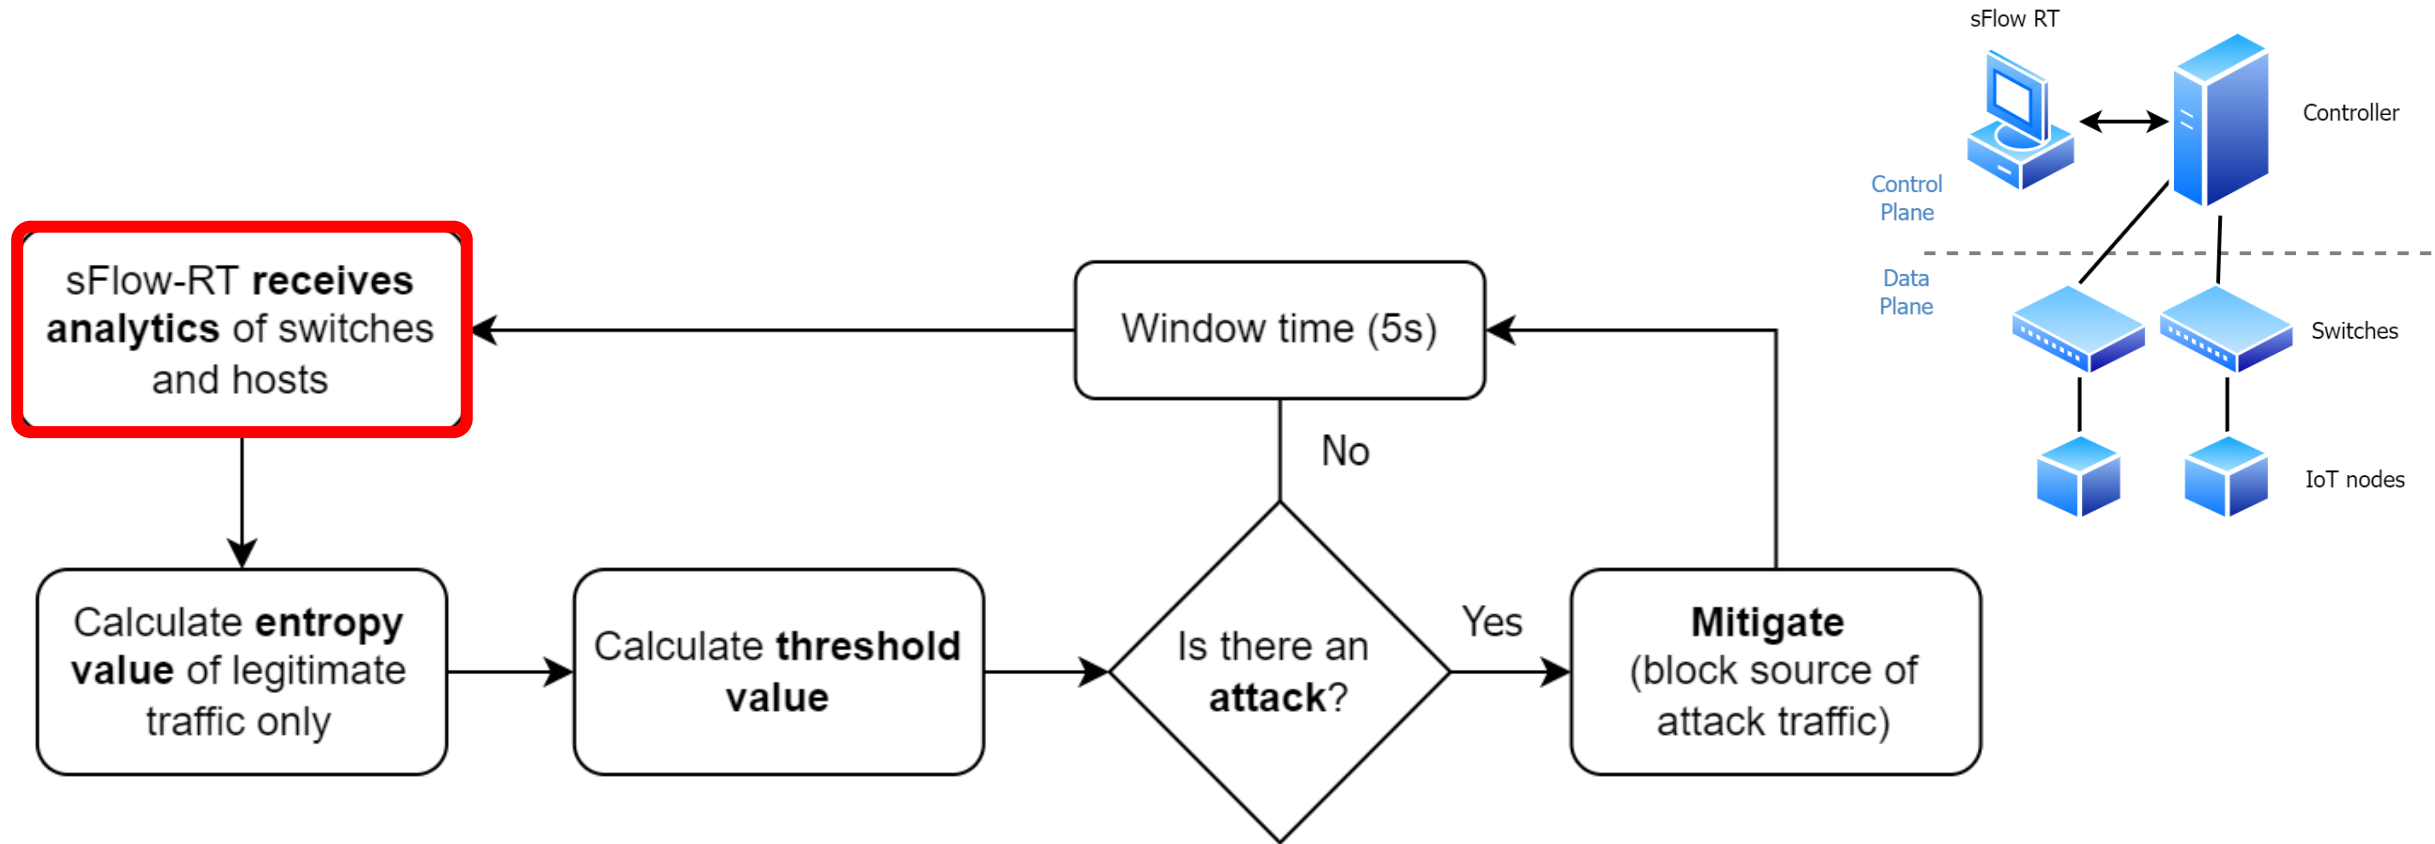 sFlow RT
Controller
Control
Plane
Data
Plane
Switches
IoT nodes
sFlow-RT receives
analytics of switches
and hosts
Window time (5s)
No
Calculate entropy
value of legitimate
traffic only
Calculate threshold
value
Is there an
attack?
Yes
Mitigate
(block source of
attack traffic)